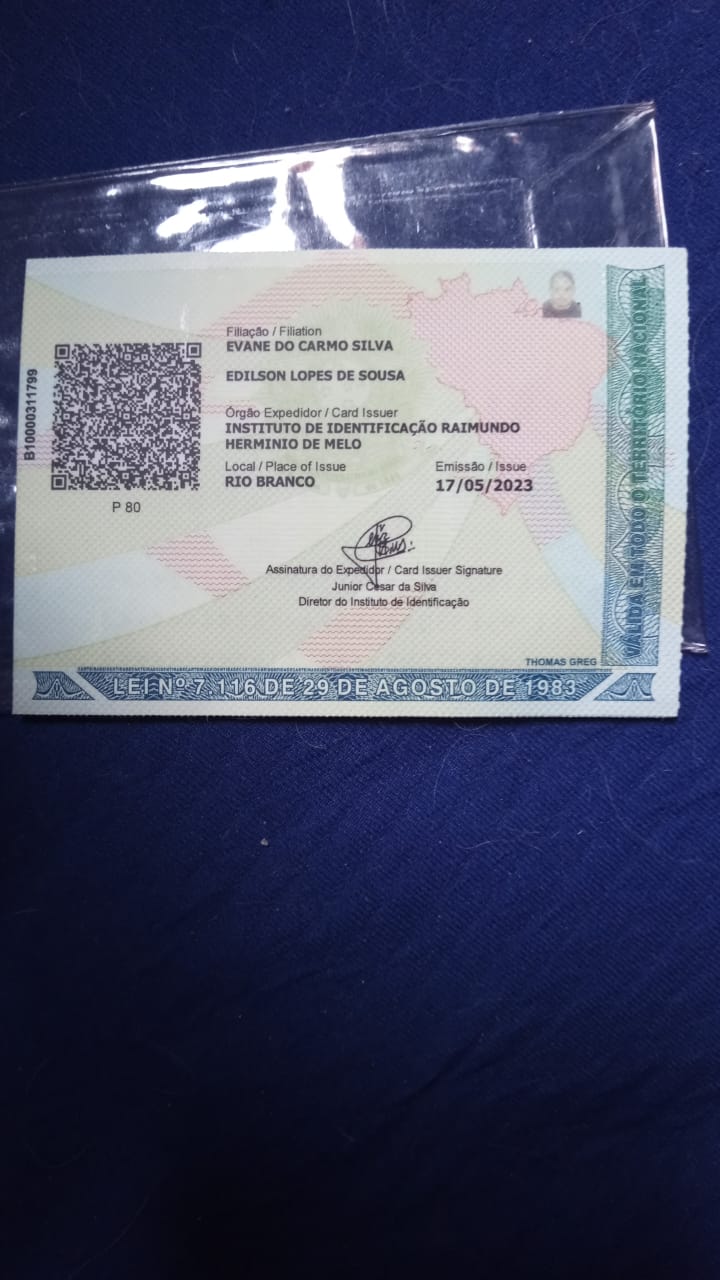 Filiação / Filiation
EVANE DO CARMO SILVA
EDILSON LOPES DE SOUSA
Órgão Expedidor / Card Issuer
INSTITUTO DE IDENTIFICAÇÃO RAIMUNDO
HERMINIO DE MELO
Local / Place of Issue
RIO BRANCO
Emissão / Issue
17/05/2023
B10000311799
P 80
Assinatura do Expedidor / Card Issuer Signature
Junior Cesar da Silva
Diretor do Instituto de Identificação
THOMAS GREG
LEI Nº 7.116 DE 29 DE AGOSTO DE 1983
VÁLIDA EM TODO O TERRITÓRIO NACIONAL